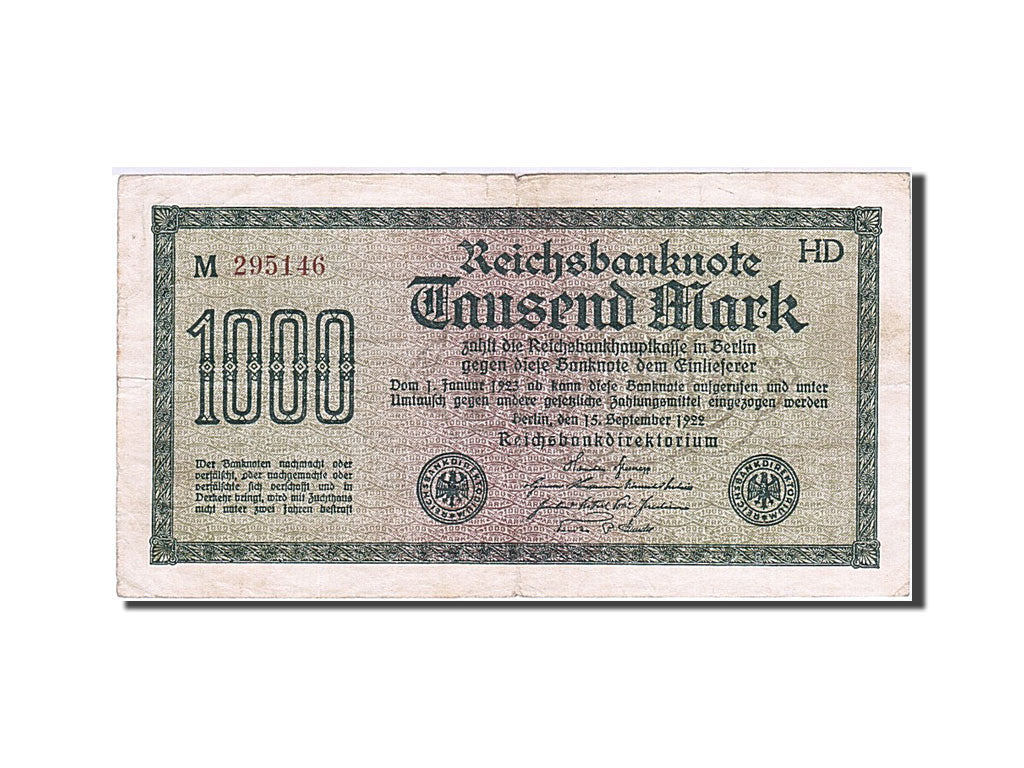 M 295146
HD
Reichsbanknote
Tausend Mark
1000
zahlt die Reichsbankhauptkasse in Berlin
gegen diese Banknote dem Einlieferer
Vom 1. Januar 1923 ab kann diese Banknote aufgerufen und unter
Umtausch gegen andere gesetzliche Zahlungsmittel eingezogen werden
Berlin, den 15. September 1922
Reichsbankdirektorium
Wer Banknoten nachmacht oder
verfälscht, oder nachgemachte oder
verfälschte sich verschafft und in
Verkehr bringt, wird mit Zuchthaus
nicht unter zwei Jahren bestraft
REICHSBANKDIREKTORIUM
REICHSBANKDIREKTORIUM